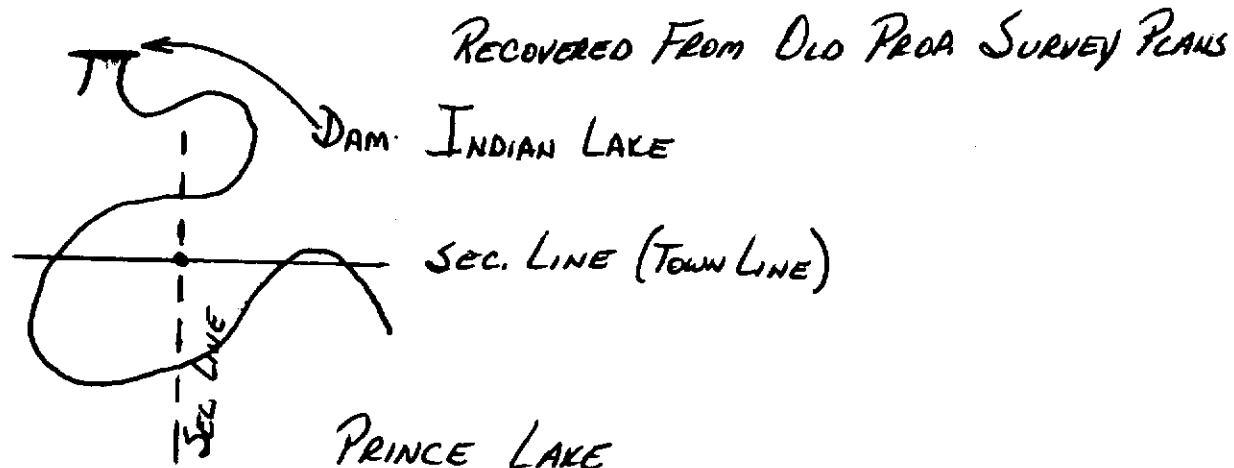 RECOVERED FROM OLD PROA SURVEY PLANS
DAM. INDIAN LAKE
SEC. LINE (TOWN LINE)
SEC LINE
PRINCE LAKE